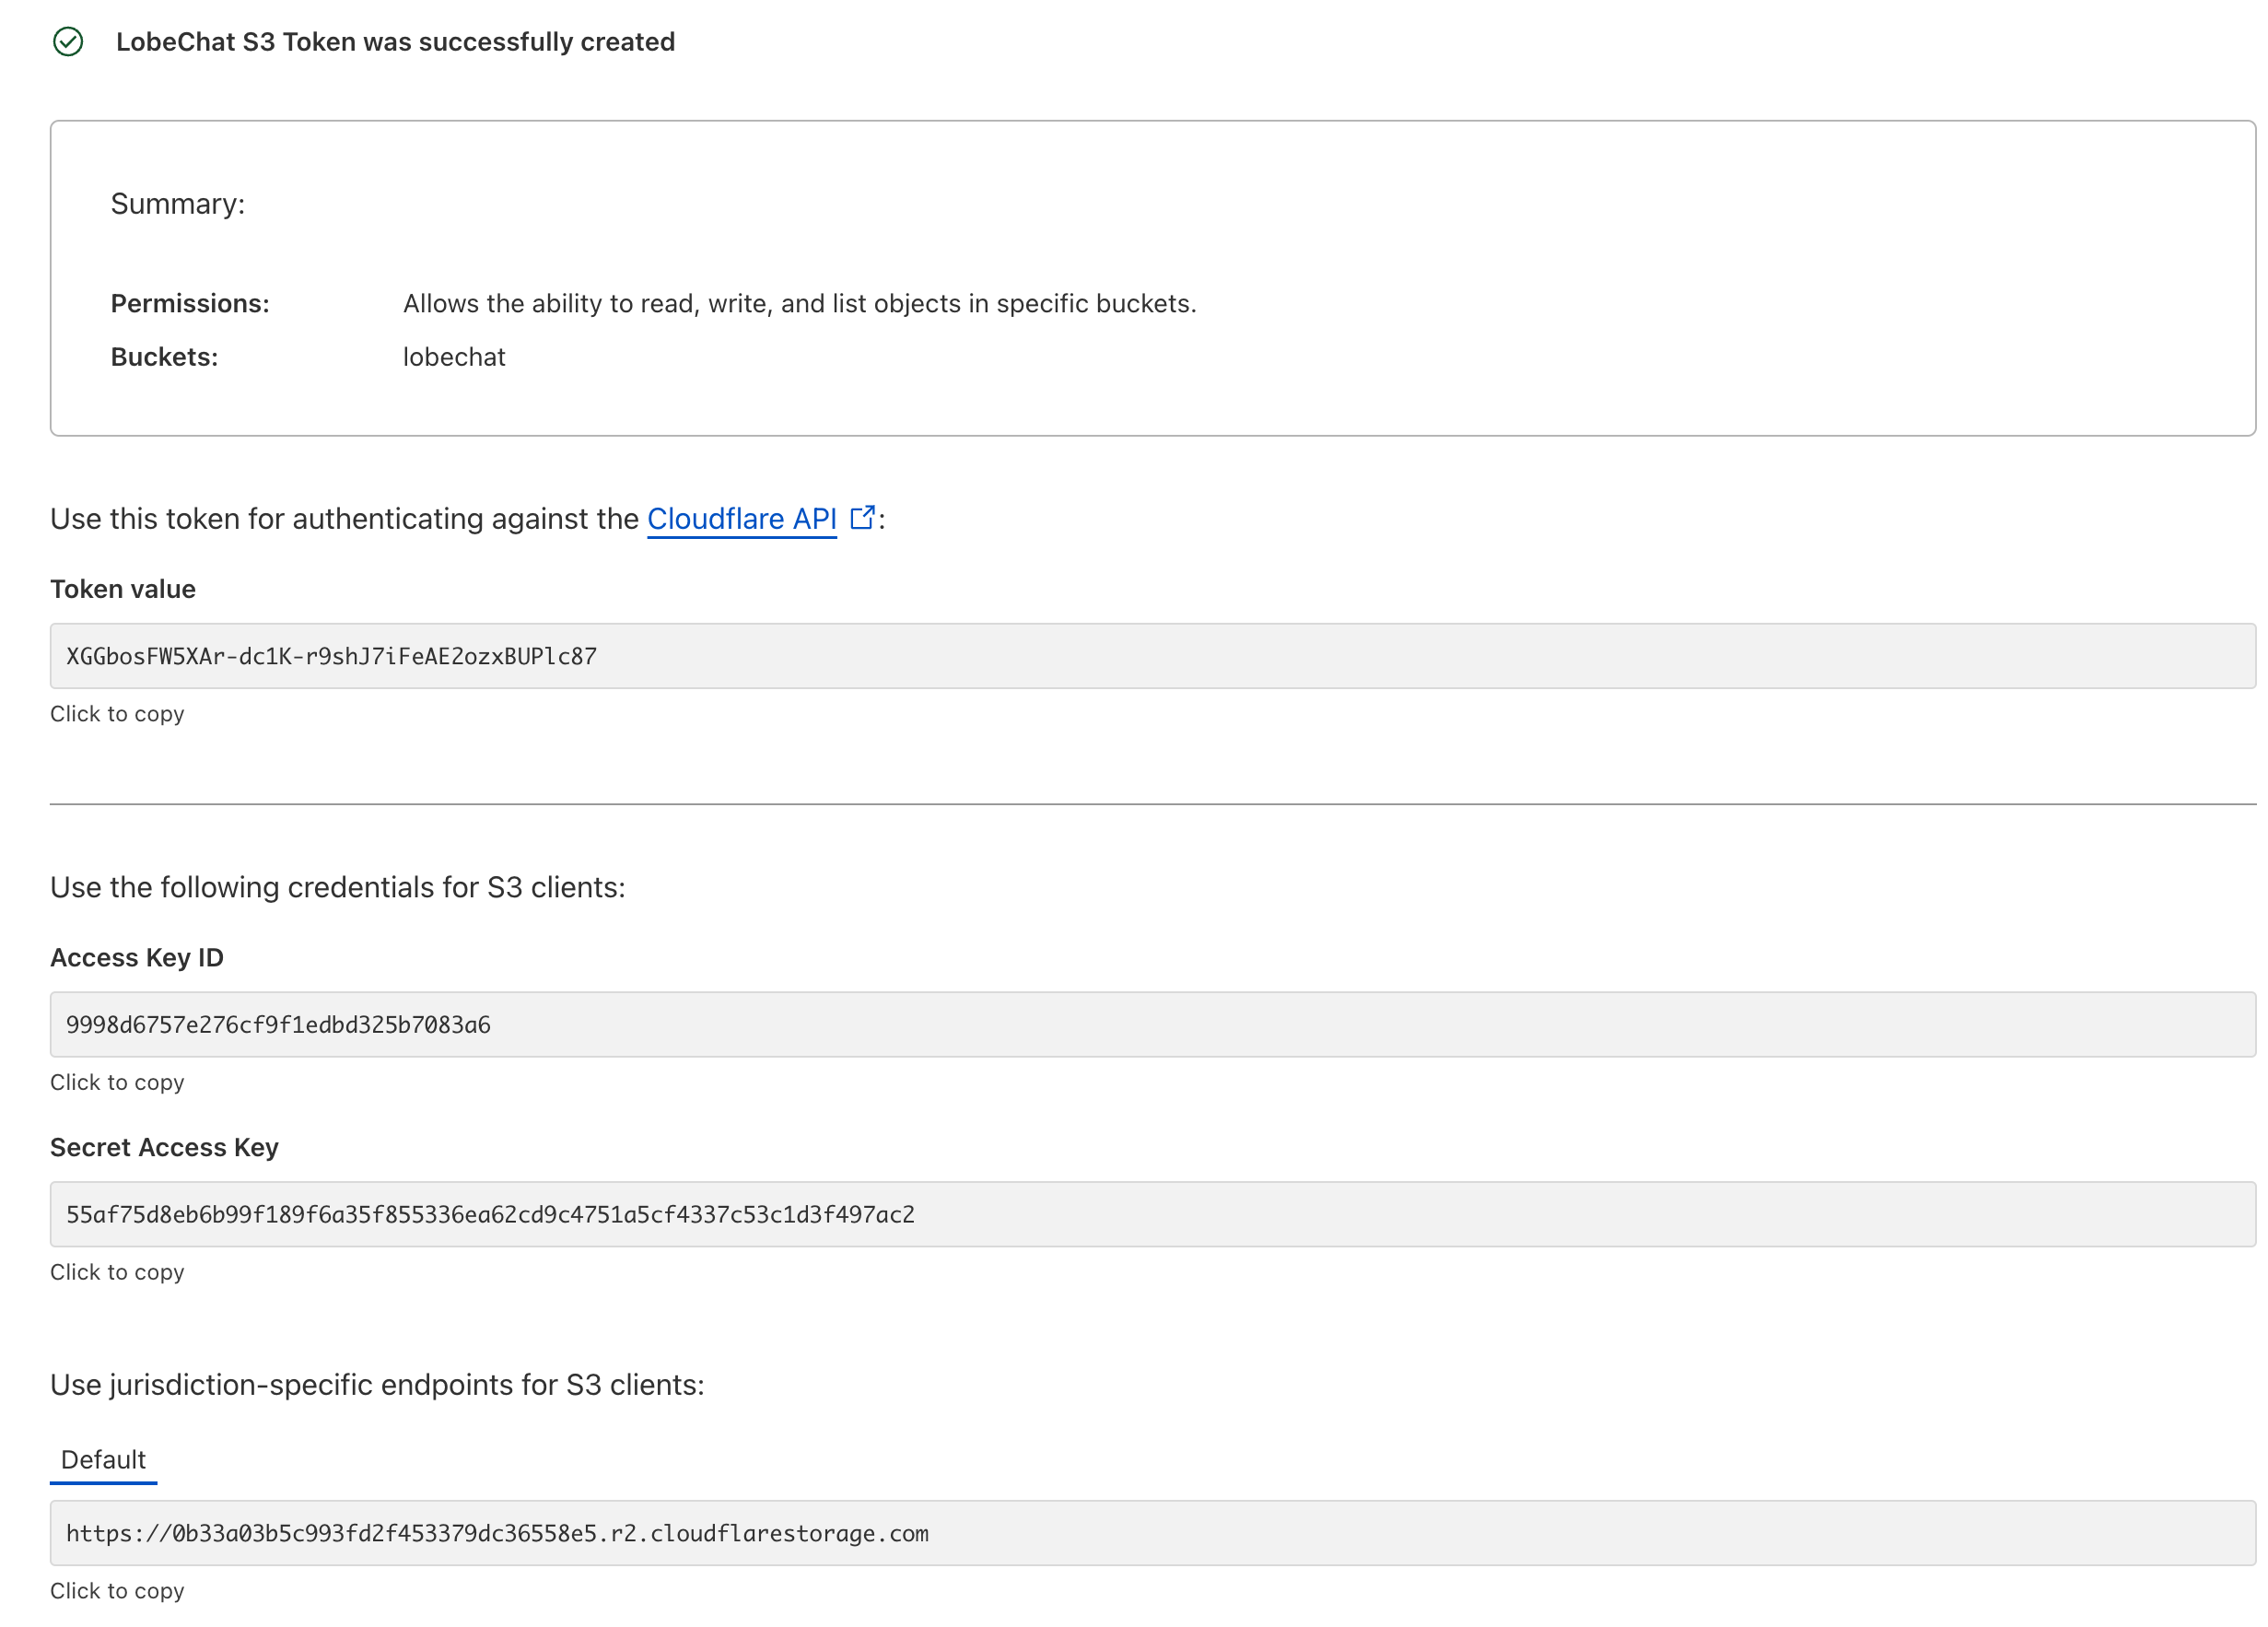 LobeChat S3 Token was successfully created
Summary:
Permissions: Allows the ability to read, write, and list objects in specific buckets.
Buckets: lobechat
Use this token for authenticating against the Cloudflare API :
Token value
XGGbosFW5XAr-dc1K-r9shJ7iFeAE2ozxBUPlc87
Click to copy
Use the following credentials for S3 clients:
Access Key ID
9998d6757e276cf9f1edbd325b7083a6
Click to copy
Secret Access Key
55af75d8eb6b99f189f6a35f855336ea62cd9c4751a5cf4337c53c1d3f497ac2
Click to copy
Use jurisdiction-specific endpoints for S3 clients:
Default
https://0b33a03b5c993fd2f453379dc36558e5.r2.cloudflarestorage.com
Click to copy